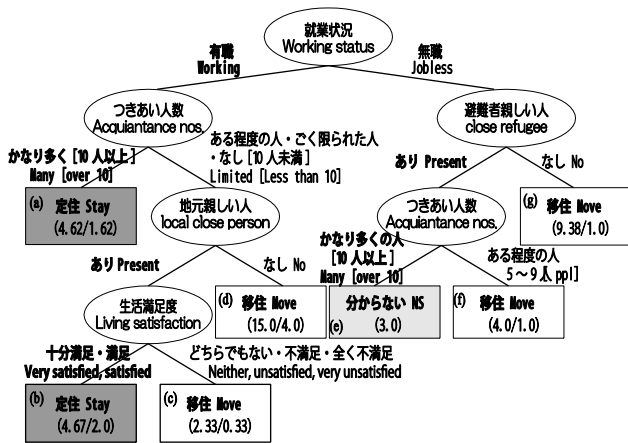 就業状況
Working status
有職
Working
無職
Jobless
つきあい人数
Acquiantance nos.
避難者親しい人
close refugee
かなり多く [10 人以上]
Many [over 10]
ある程度の人・ごく限られた人
・なし [10 人未満]
Limited [Less than 10]
あり Present
なし No
(a) 定住 Stay
(4.62/1.62)
地元親しい人
local close person
つきあい人数
Acquiantance nos.
(g) 移住 Move
(9.38/1.0)
あり Present
なし No
かなり多くの人
[10 人以上]
Many [over 10]
ある程度の人
5～9人 ppl]
生活満足度
Living satisfaction
(d) 移住 Move
(15.0/4.0)
分からない NS
(e) (3.0)
(f) 移住 Move
(4.0/1.0)
十分満足・満足
Very satisfied, satisfied
どちらでもない・不満足・全く不満足
Neither, unsatisfied, very unsatisfied
(b) 定住 Stay
(4.67/2.0)
(c) 移住 Move
(2.33/0.33)